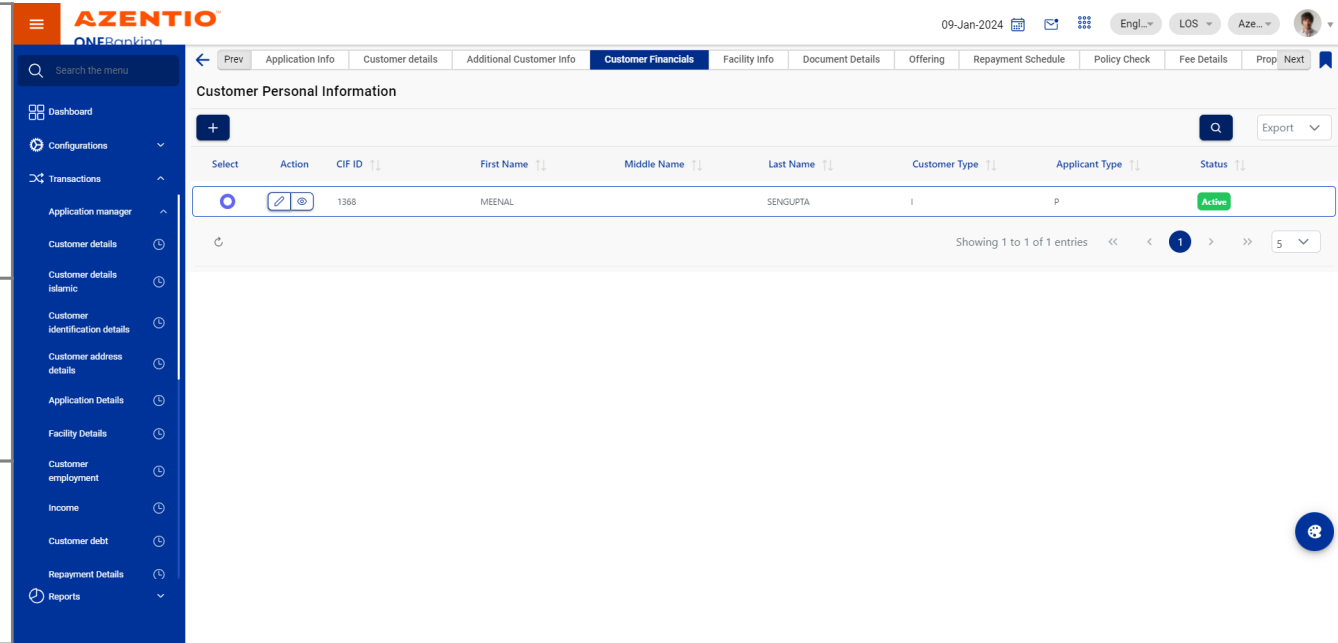 AZENTIO™
ONEBanking
09-Jan-2024
Engl...
LOS
Aze...
Search the menu
Dashboard
Configurations
Transactions
Application manager
Customer details
Customer details
islamic
Customer
identification details
Customer address
details
Application Details
Facility Details
Customer
employment
Income
Customer debt
Repayment Details
Reports
Prev
Application Info
Customer details
Additional Customer Info
Customer Financials
Facility Info
Document Details
Offering
Repayment Schedule
Policy Check
Fee Details
Prop
Next
Customer Personal Information
+
Export
Select
Action
CIF ID
First Name
Middle Name
Last Name
Customer Type
Applicant Type
Status
1368
MEENAL
SENGUPTA
I
P
Active
Showing 1 to 1 of 1 entries
<<
<
1
>
>>
5